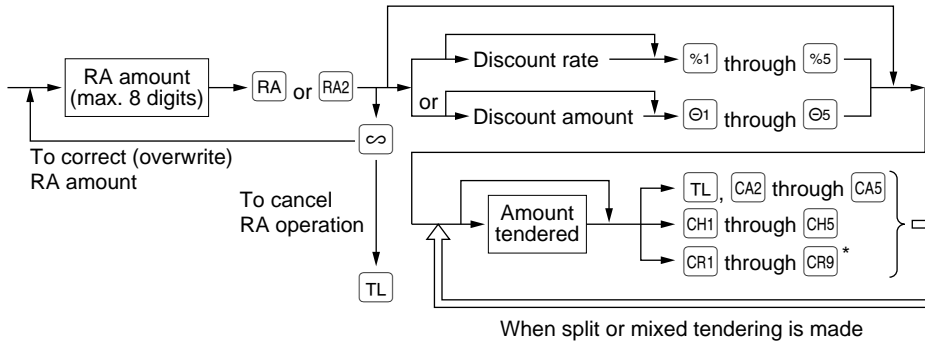 RA amount
(max. 8 digits)
RA or RA2
To correct (overwrite)
RA amount
∞
To cancel
RA operation
TL
or
Discount rate
%1 through %5
Discount amount
⊖1 through ⊖5
Amount
tendered
TL, CA2 through CA5
CH1 through CH5
CR1 through CR9 *
When split or mixed tendering is made